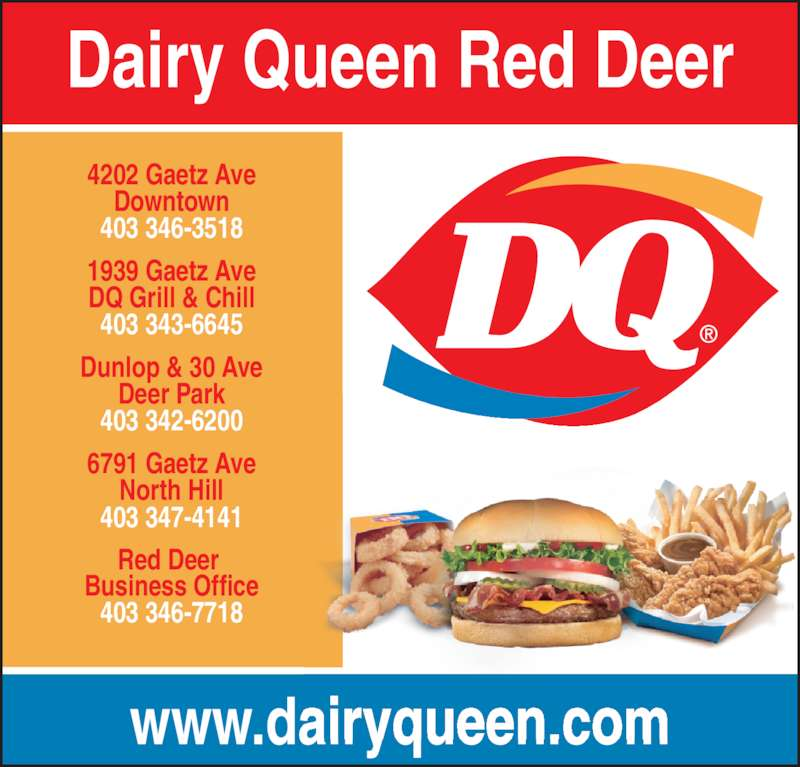 Dairy Queen Red Deer
4202 Gaetz Ave
Downtown
403 346-3518
1939 Gaetz Ave
DQ Grill & Chill
403 343-6645
Dunlop & 30 Ave
Deer Park
403 342-6200
6791 Gaetz Ave
North Hill
403 347-4141
Red Deer
Business Office
403 346-7718
DQ®
www.dairyqueen.com